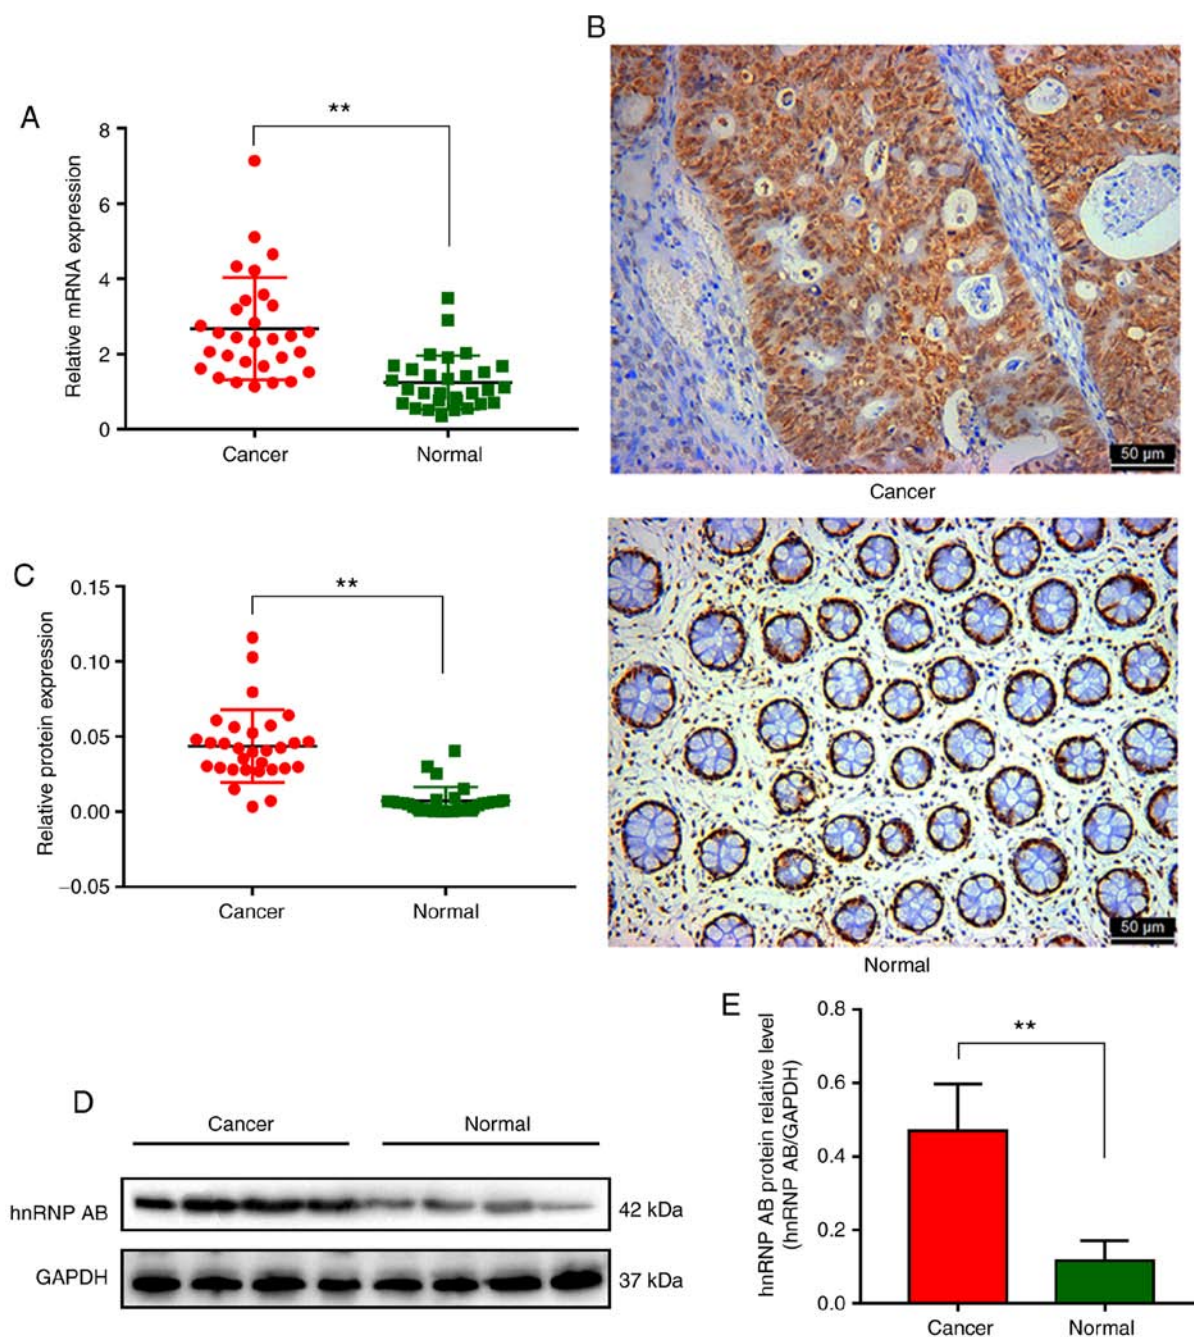 B
A
**
8
6
4
2
0
Relative mRNA expression
Cancer
Normal
50 µm
Cancer
C
**
0.15
0.10
0.05
0.00
−0.05
Relative protein expression
Cancer
Normal
50 µm
Normal
D
Cancer
Normal
hnRNP AB
42 kDa
GAPDH
37 kDa
E
**
0.8
0.6
0.4
0.2
0.0
hnRNP AB protein relative level
(hnRNP AB/GAPDH)
Cancer
Normal